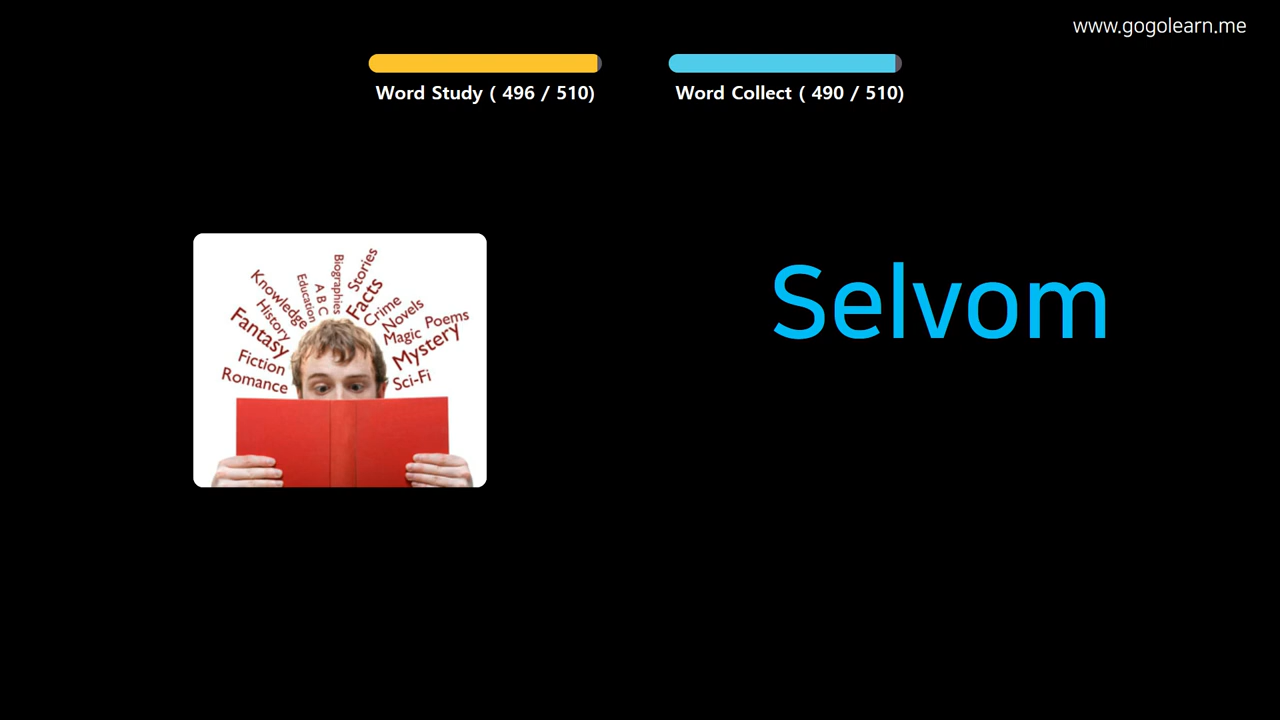 www.gogolearn.me
Word Study ( 496 / 510)
Word Collect ( 490 / 510)
Selvom
Stories
Biographies
Facts
A B C
Education
Knowledge
Crime
History
Novels
Fantasy
Poems
Magic
Mystery
Fiction
Romance
Sci-Fi